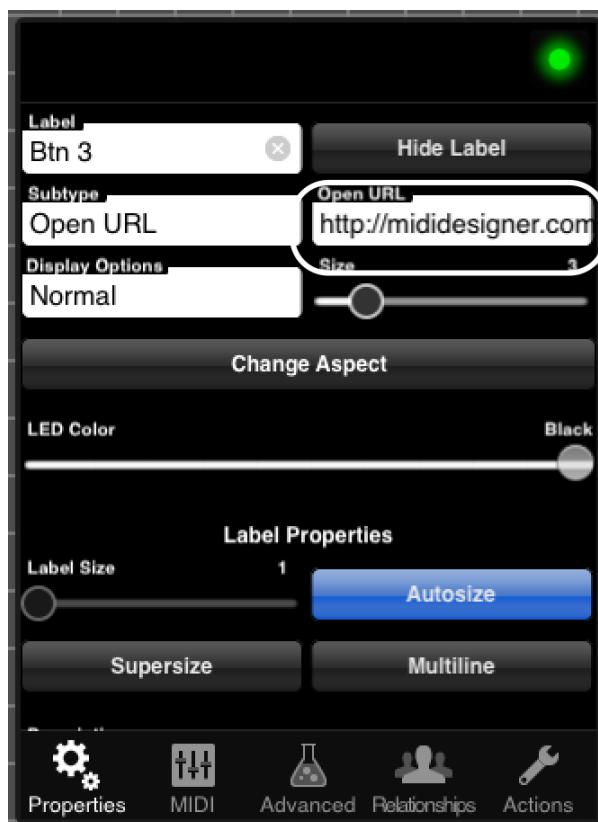 Label
Btn 3
Hide Label
Subtype
Open URL
Open URL
http://mididesigner.com
Display Options
Normal
Size 3
Change Aspect
LED Color Black
Label Properties
Label Size 1
Autosize
Supersize Multiline
Properties MIDI Advanced Relationships Actions